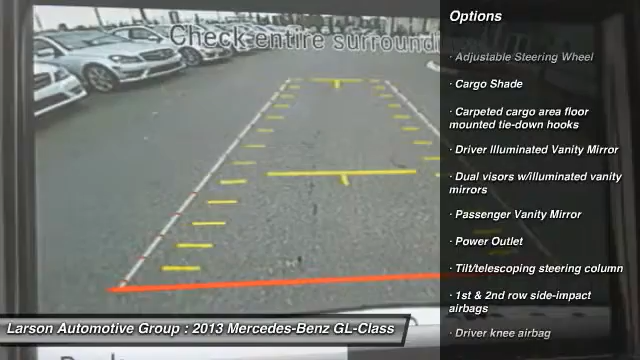 Check entire surroundi
Options
· Adjustable Steering Wheel
· Cargo Shade
· Carpeted cargo area floor
mounted tie-down hooks
· Driver Illuminated Vanity Mirror
· Dual visors w/illuminated vanity
mirrors
· Passenger Vanity Mirror
· Power Outlet
· Tilt/telescoping steering column
· 1st & 2nd row side-impact
airbags
· Driver knee airbag
Larson Automotive Group : 2013 Mercedes-Benz GL-Class